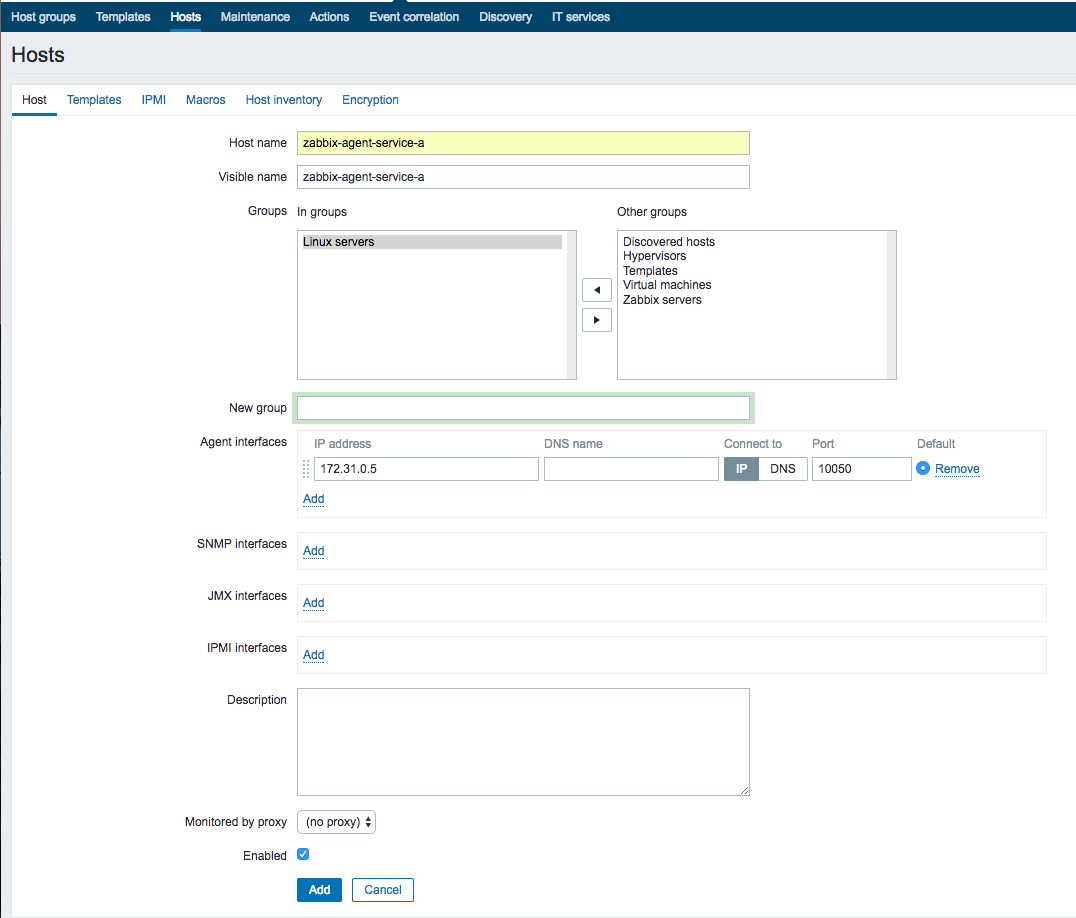 Host groups Templates Hosts Maintenance Actions Event correlation Discovery IT services
Hosts
Host Templates IPMI Macros Host inventory Encryption
Host name zabbix-agent-service-a
Visible name zabbix-agent-service-a
Groups In groups Other groups
Linux servers Discovered hosts
Hypervisors
Templates
Virtual machines
Zabbix servers
New group
Agent interfaces IP address DNS name Connect to Port Default
172.31.0.5 IP DNS 10050 Remove
Add
SNMP interfaces Add
JMX interfaces Add
IPMI interfaces Add
Description
Monitored by proxy (no proxy)
Enabled
Add Cancel